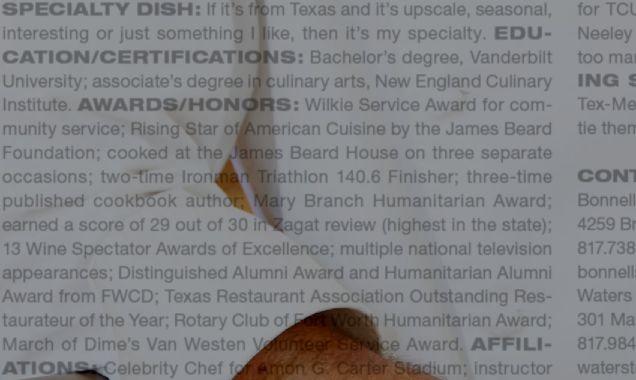 SPECIALTY DISH: If it's from Texas and it's upscale, seasonal,
interesting or just something I like, then it's my specialty. EDU-
CATION/CERTIFICATIONS: Bachelor's degree, Vanderbilt
University; associate's degree in culinary arts, New England Culinary
Institute. AWARDS/HONORS: Wilkie Service Award for com-
munity service; Rising Star of American Cuisine by the James Beard
Foundation; cooked at the James Beard House on three separate
occasions; two-time Ironman Triathlon 140.6 Finisher; three-time
published cookbook author; Mary Branch Humanitarian Award;
earned a score of 29 out of 30 in Zagat review (highest in the state);
13 Wine Spectator Awards of Excellence; multiple national television
appearances; Distinguished Alumni Award and Humanitarian Alumni
Award from FWCD; Texas Restaurant Association Outstanding Res-
taurateur of the Year; Rotary Club of Fort Worth Humanitarian Award;
March of Dime's Van Westen Volunteer Service Award. AFFILI-
ATIONS: Celebrity Chef for Amon G. Carter Stadium; instructor
for TCU
Neeley
too mar
ING S
Tex-Me
tie them
CONT
Bonnell
4259 Br
817.738
bonnell
Waters
301 Ma
817.984
waterst